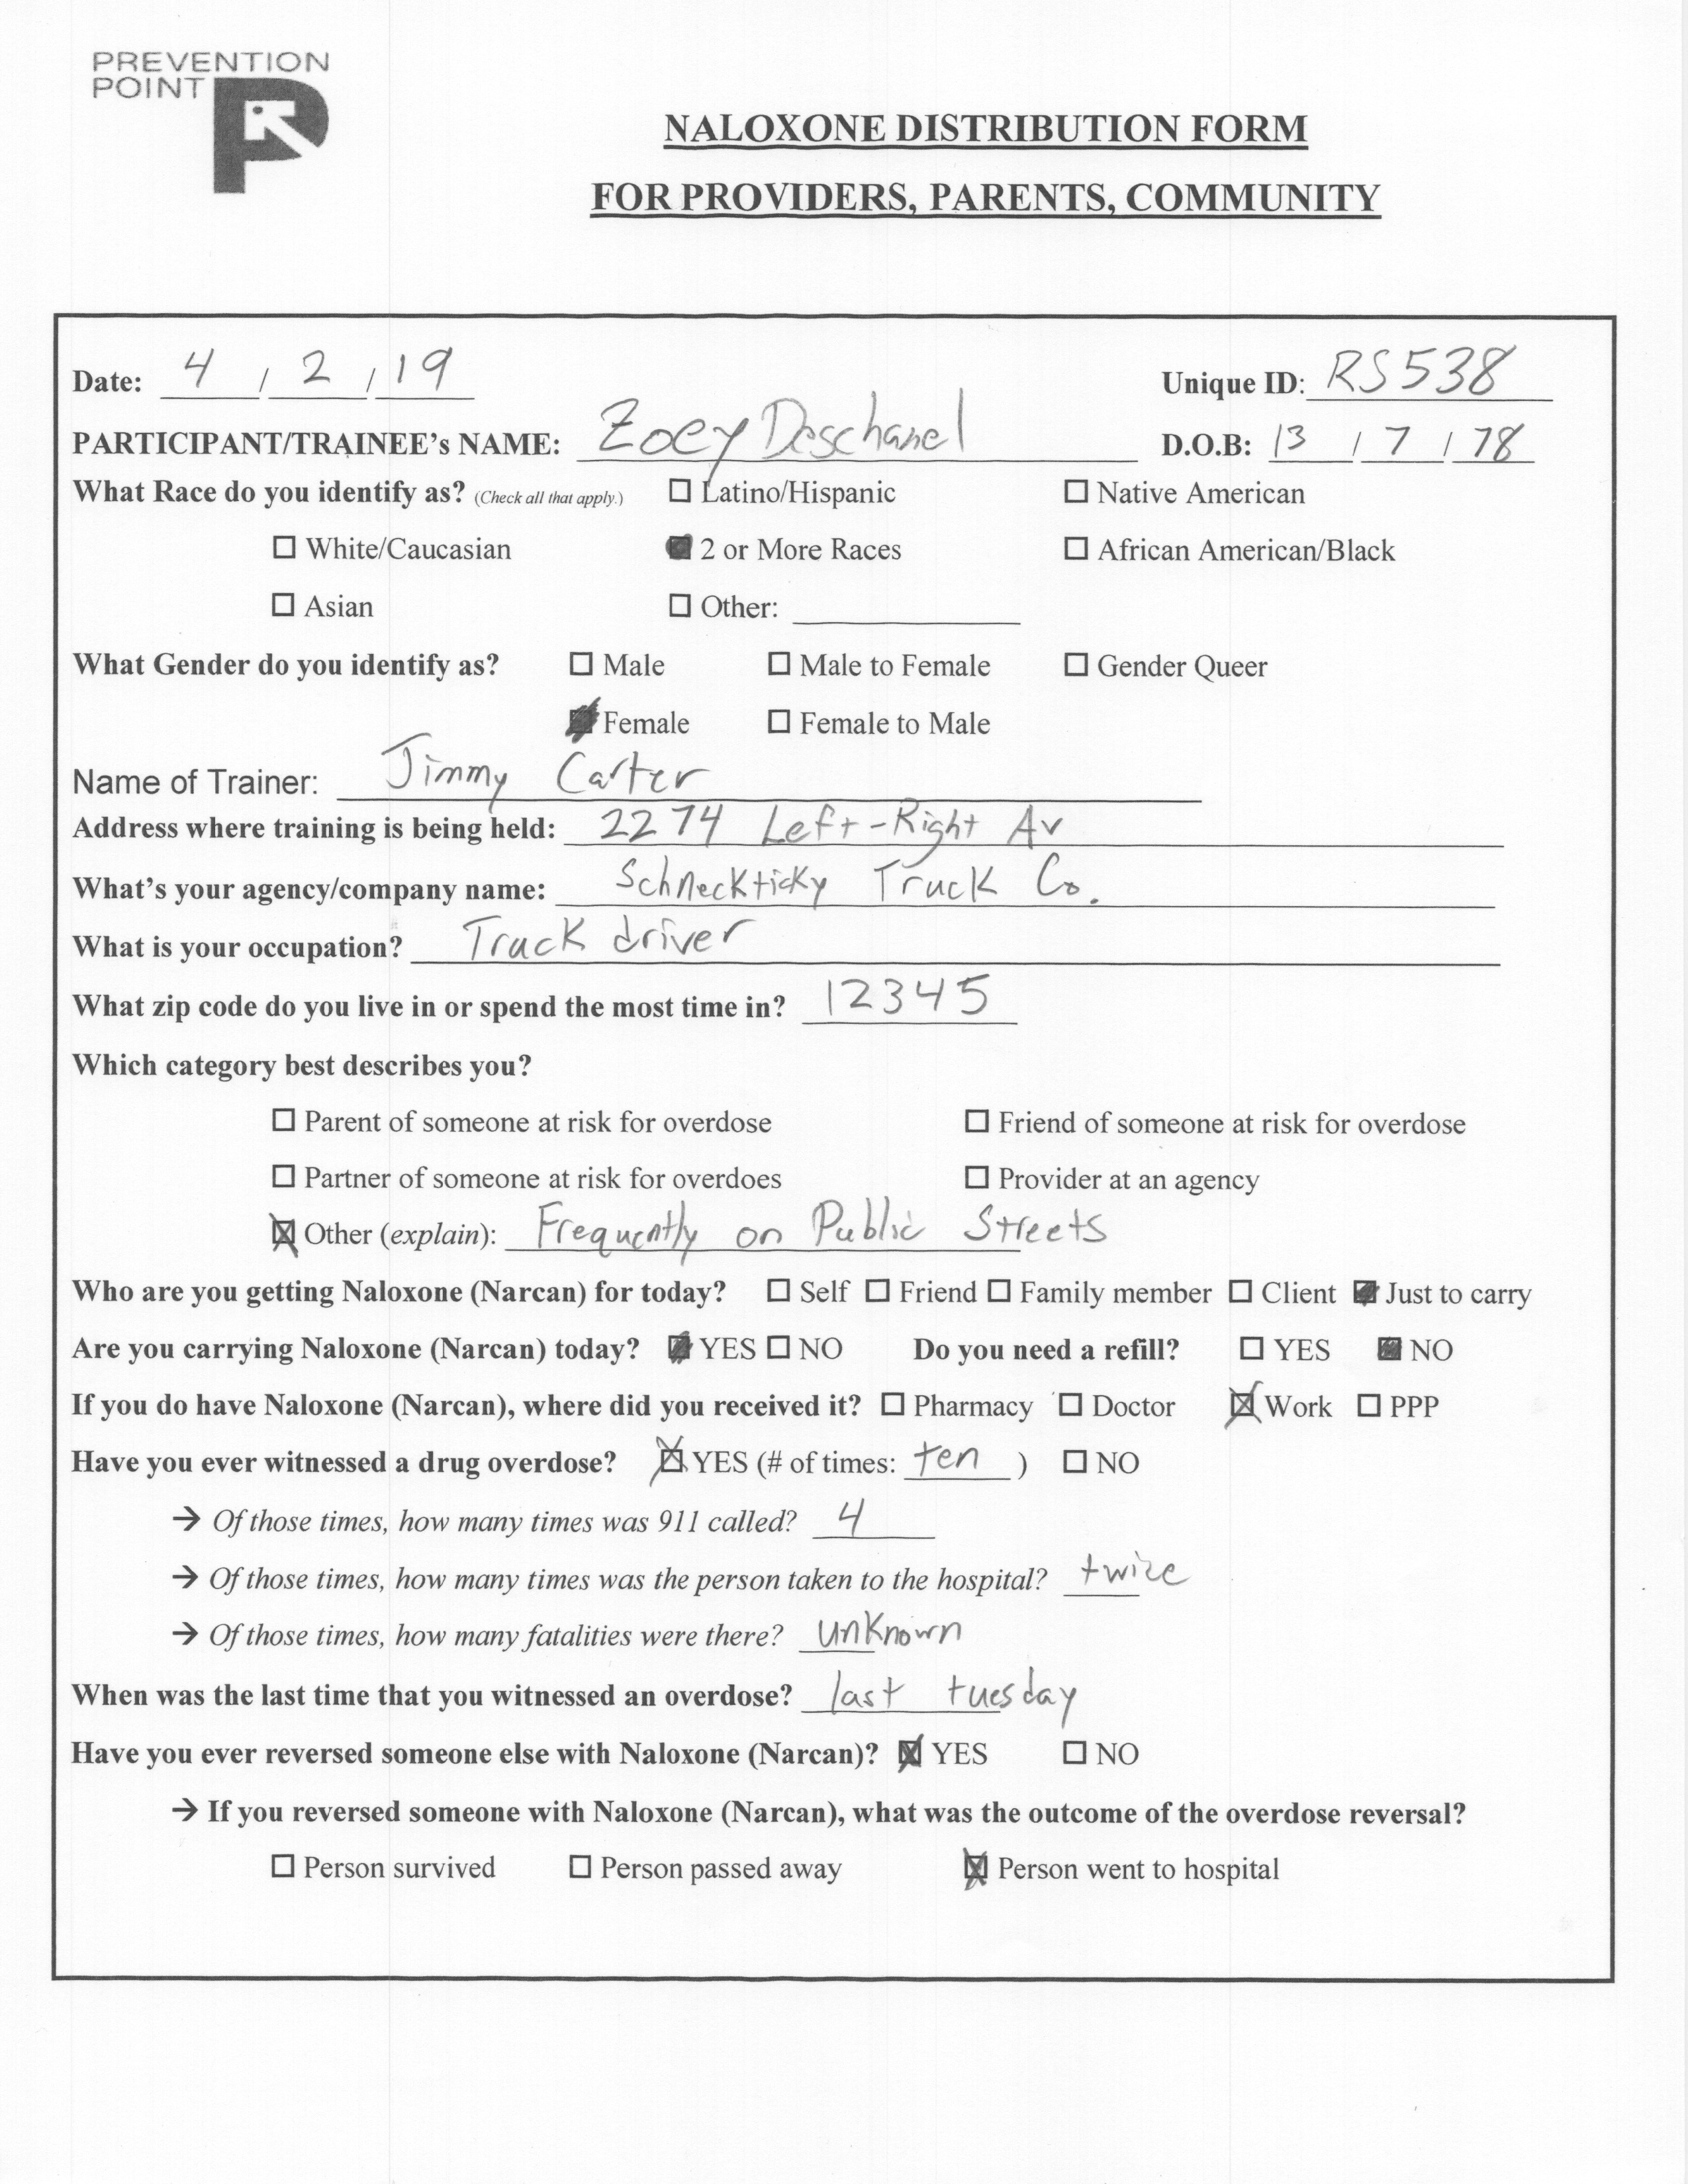 PREVENTION
POINT
NALOXONE DISTRIBUTION FORM
FOR PROVIDERS, PARENTS, COMMUNITY
Date: 4 / 2 / 19 Unique ID: RS538
PARTICIPANT/TRAINEE's NAME: Zoey Deschanel D.O.B: 13 / 7 / 78
What Race do you identify as? (Check all that apply.) ☐ Latino/Hispanic ☐ Native American
☐ White/Caucasian ☒ 2 or More Races ☐ African American/Black
☐ Asian ☐ Other:
What Gender do you identify as? ☐ Male ☐ Male to Female ☐ Gender Queer
☒ Female ☐ Female to Male
Name of Trainer: Jimmy Carter
Address where training is being held: 2274 Left-Right Av
What's your agency/company name: Schneckticky Truck Co.
What is your occupation? Truck driver
What zip code do you live in or spend the most time in? 12345
Which category best describes you?
☐ Parent of someone at risk for overdose ☐ Friend of someone at risk for overdose
☐ Partner of someone at risk for overdoes ☐ Provider at an agency
☒ Other (explain): Frequently on Public Streets
Who are you getting Naloxone (Narcan) for today? ☐ Self ☐ Friend ☐ Family member ☐ Client ☒ Just to carry
Are you carrying Naloxone (Narcan) today? ☒ YES ☐ NO Do you need a refill? ☐ YES ☒ NO
If you do have Naloxone (Narcan), where did you received it? ☐ Pharmacy ☐ Doctor ☒ Work ☐ PPP
Have you ever witnessed a drug overdose? ☒ YES (# of times: ten ) ☐ NO
→ Of those times, how many times was 911 called? 4
→ Of those times, how many times was the person taken to the hospital? twice
→ Of those times, how many fatalities were there? unknown
When was the last time that you witnessed an overdose? last tuesday
Have you ever reversed someone else with Naloxone (Narcan)? ☒ YES ☐ NO
→ If you reversed someone with Naloxone (Narcan), what was the outcome of the overdose reversal?
☐ Person survived ☐ Person passed away ☒ Person went to hospital